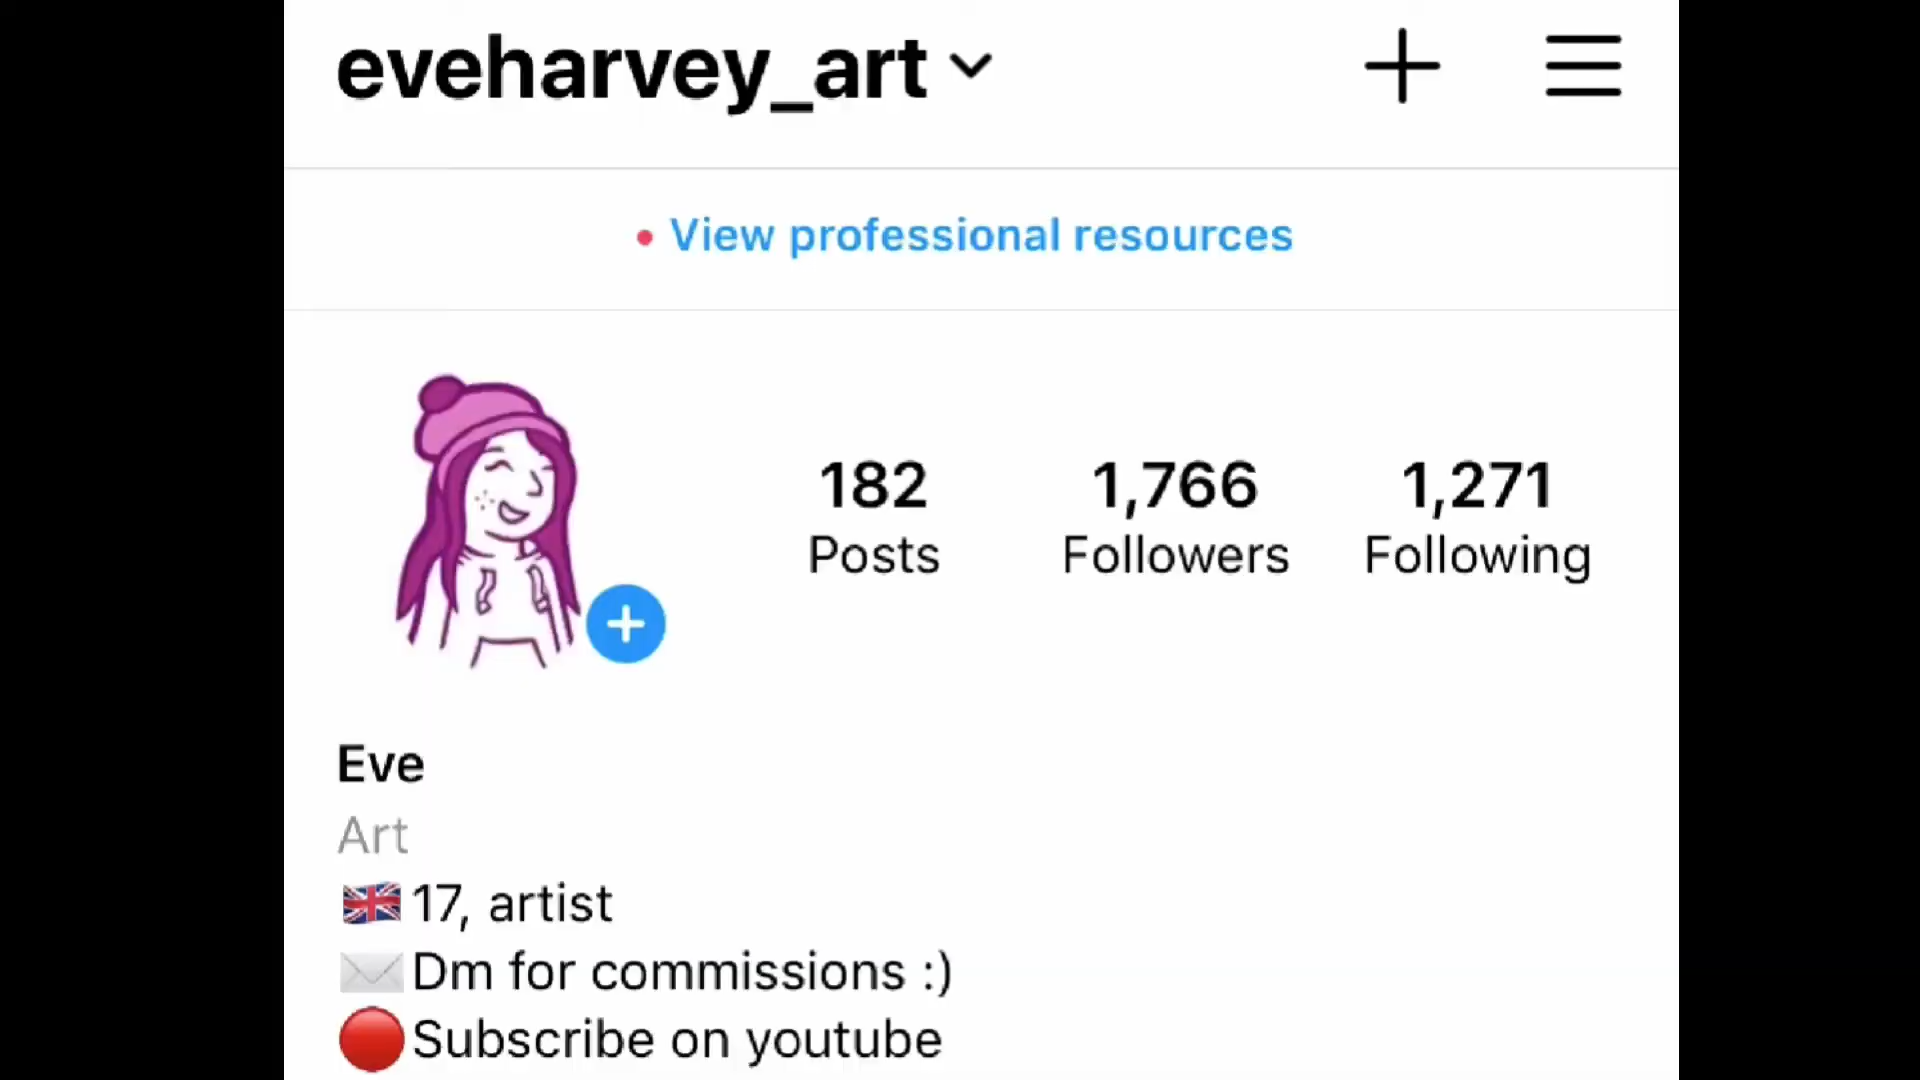 eveharvey_art
View professional resources
182 1,766 1,271
Posts Followers Following
Eve
Art
🇬🇧17, artist
✉️Dm for commissions :)
🔴Subscribe on youtube